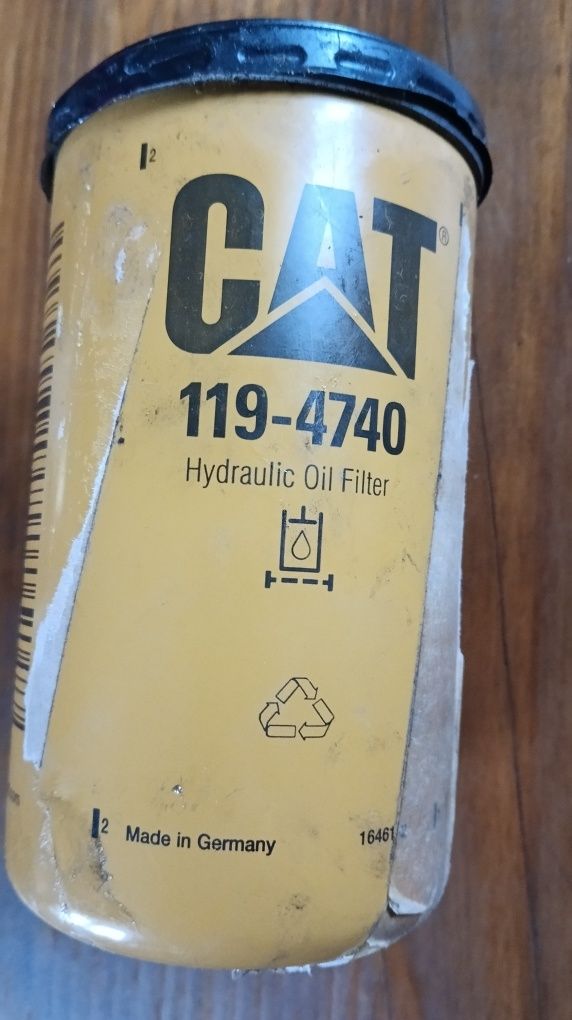 2
CAT®
119-4740
Hydraulic Oil Filter
2 Made in Germany